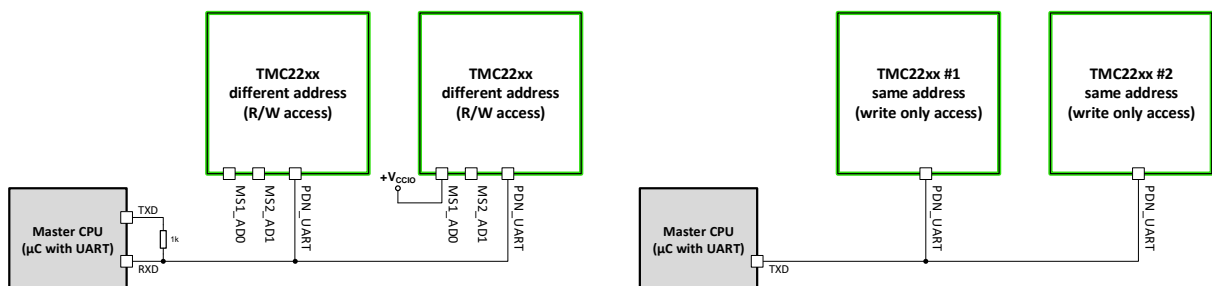 TMC22xx
different address
(R/W access)
TMC22xx
different address
(R/W access)
+VCCIO
MS1_AD0
MS2_AD1
PDN_UART
MS1_AD0
MS2_AD1
PDN_UART
Master CPU
(µC with UART)
TXD
1k
RXD
TMC22xx #1
same address
(write only access)
TMC22xx #2
same address
(write only access)
PDN_UART
PDN_UART
Master CPU
(µC with UART)
TXD